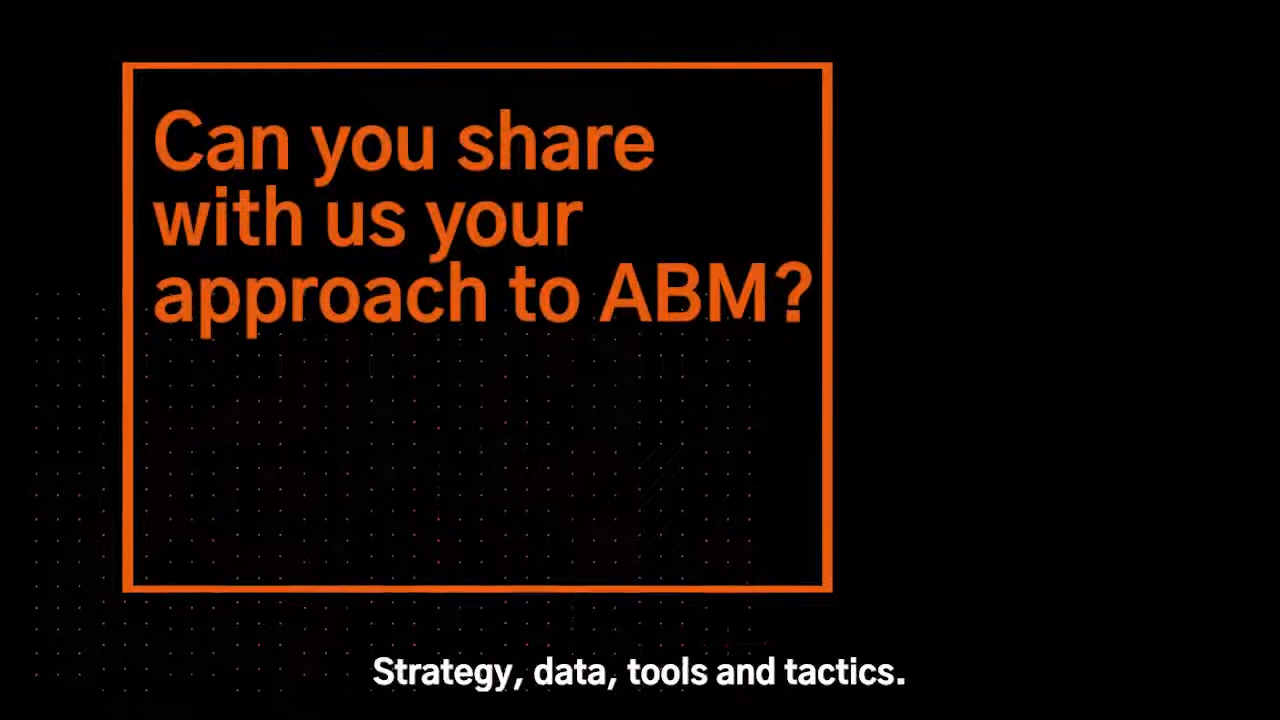 Can you share
with us your
approach to ABM?
Strategy, data, tools and tactics.